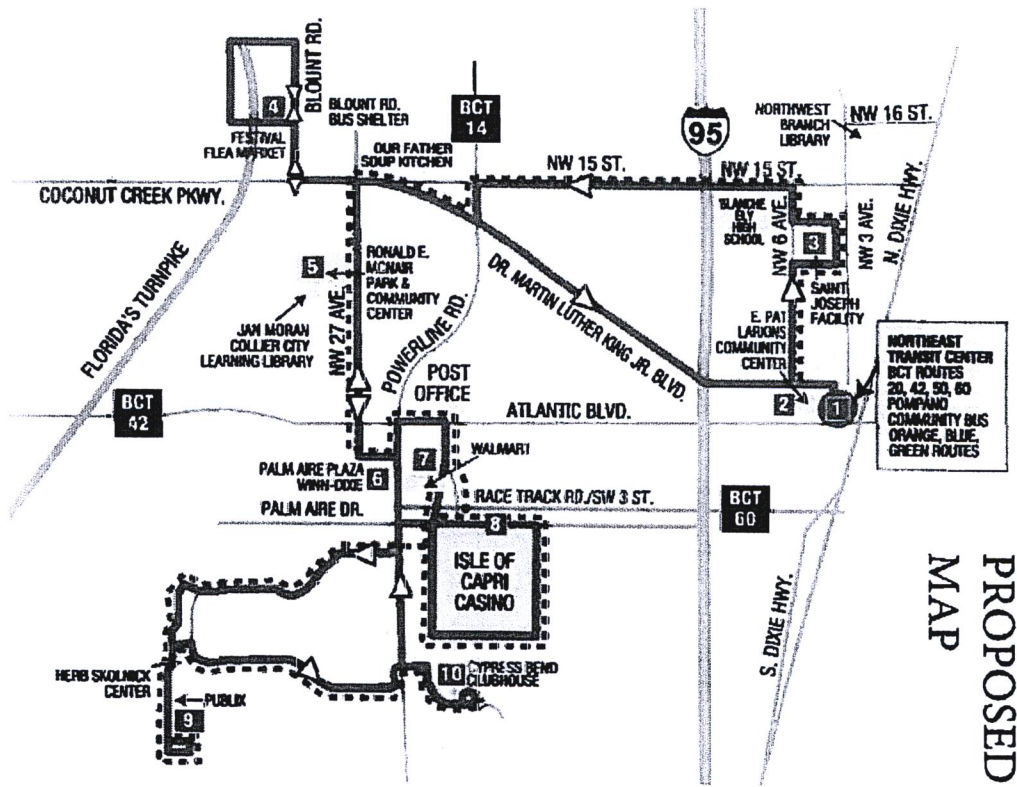 BLOUNT RD.
4
FESTIVAL
FLEA MARKET
BLOUNT RD.
BUS SHELTER
BCT
14
OUR FATHER
SOUP KITCHEN
95
NORTHWEST
BRANCH
LIBRARY
NW 16 ST.
NW 15 ST.
NW 15 ST.
COCONUT CREEK PKWY.
BLANCHE
ELY
HIGH
SCHOOL
NW 6 AVE.
3
NW 3 AVE.
N. DIXIE HWY.
FLORIDA'S TURNPIKE
5
RONALD E.
MCNAIR
PARK &
COMMUNITY
CENTER
JAN MORAN
COLLIER CITY
LEARNING LIBRARY
NW 27 AVE.
POWERLINE RD.
DR. MARTIN LUTHER KING JR. BLVD.
SAINT
JOSEPH
FACILITY
E. PAT
LARKINS
COMMUNITY
CENTER
2
1
NORTHEAST
TRANSIT CENTER
BCT ROUTES
20, 42, 50, 60
POMPANO
COMMUNITY BUS
ORANGE, BLUE,
GREEN ROUTES
BCT
42
POST
OFFICE
ATLANTIC BLVD.
7
WALMART
PALM AIRE PLAZA
WINN-DIXIE
6
RACE TRACK RD./SW 3 ST.
BCT
60
PALM AIRE DR.
8
ISLE OF
CAPRI
CASINO
S. DIXIE HWY.
HERB SKOLNICK
CENTER
PUBLIX
9
10
CYPRESS BEND
CLUBHOUSE
PROPOSED
MAP